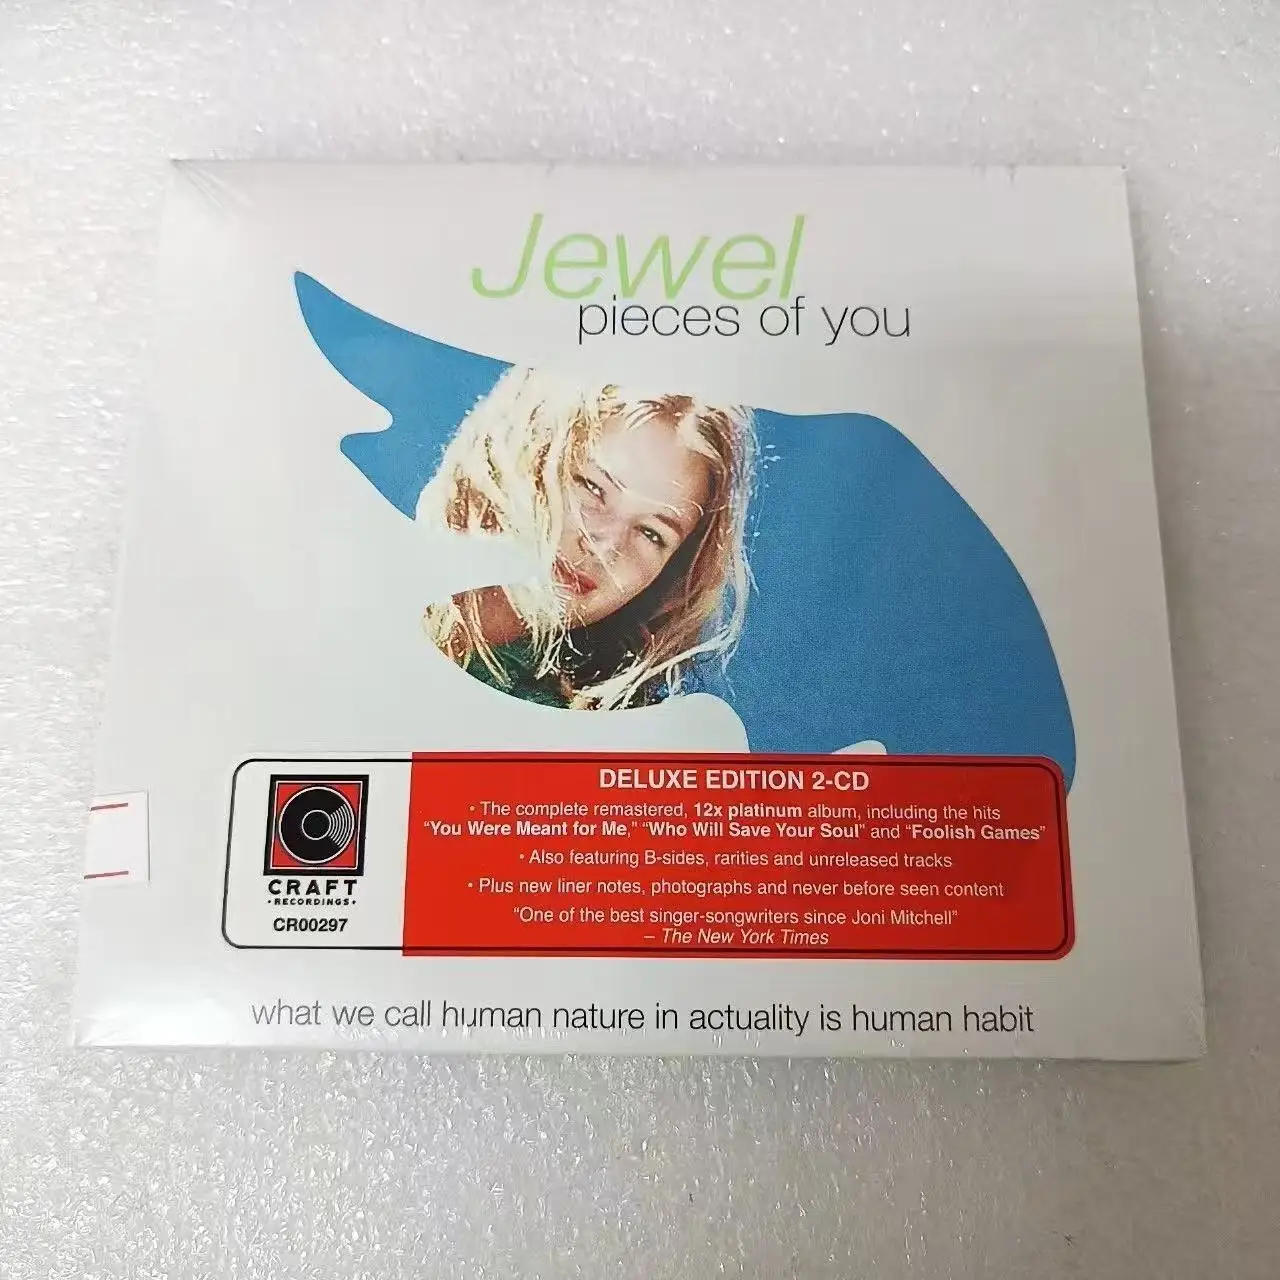 Jewel
pieces of you
DELUXE EDITION 2-CD
• The complete remastered, 12x platinum album, including the hits
“You Were Meant for Me,” “Who Will Save Your Soul” and “Foolish Games”
• Also featuring B-sides, rarities and unreleased tracks
• Plus new liner notes, photographs and never before seen content
“One of the best singer-songwriters since Joni Mitchell”
– The New York Times
CRAFT
•RECORDINGS•
CR00297
what we call human nature in actuality is human habit